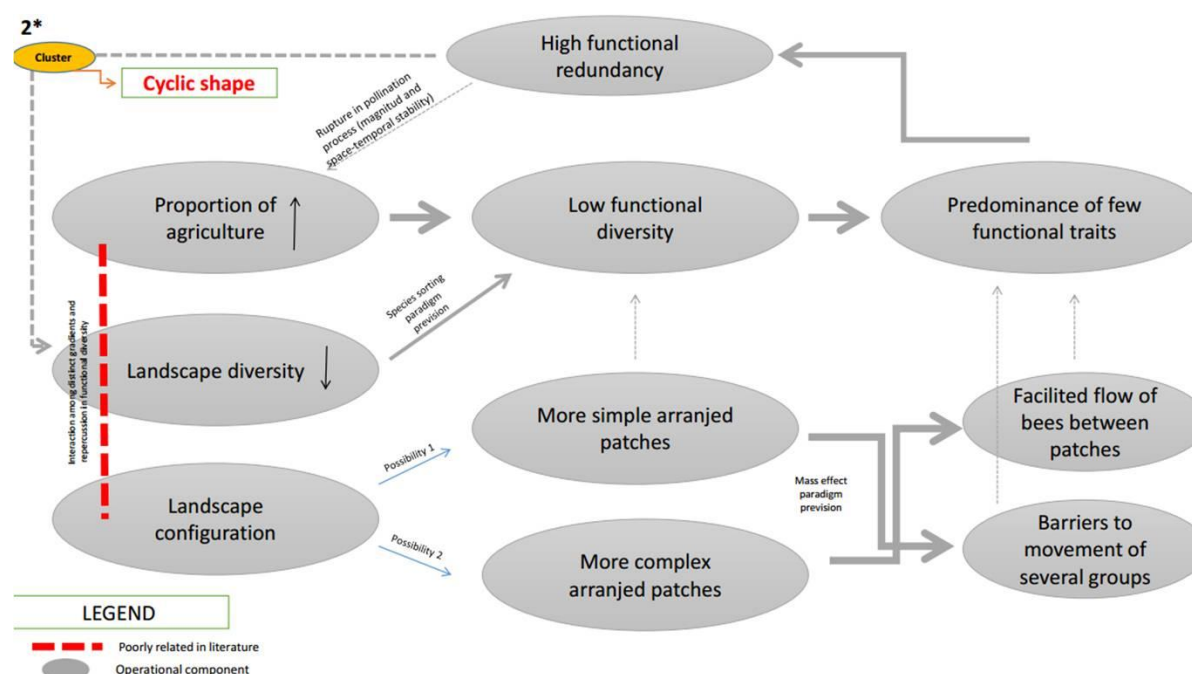 2*
Cluster
Cyclic shape
High functional
redundancy
Rupture in pollination
process (magnitud and
space-temporal stability)
Proportion of
agriculture
Low functional
diversity
Predominance of few
functional traits
Species sorting
paradigm
prevision
Interaction among distinct gradients and
repercussion in functional diversity
Landscape diversity
More simple arranjed
patches
Facilited flow of
bees between
patches
Possibility 1
Mass effect
paradigm
prevision
Landscape
configuration
Possibility 2
More complex
arranjed patches
Barriers to
movement of
several groups
LEGEND
Poorly related in literature
Operational component